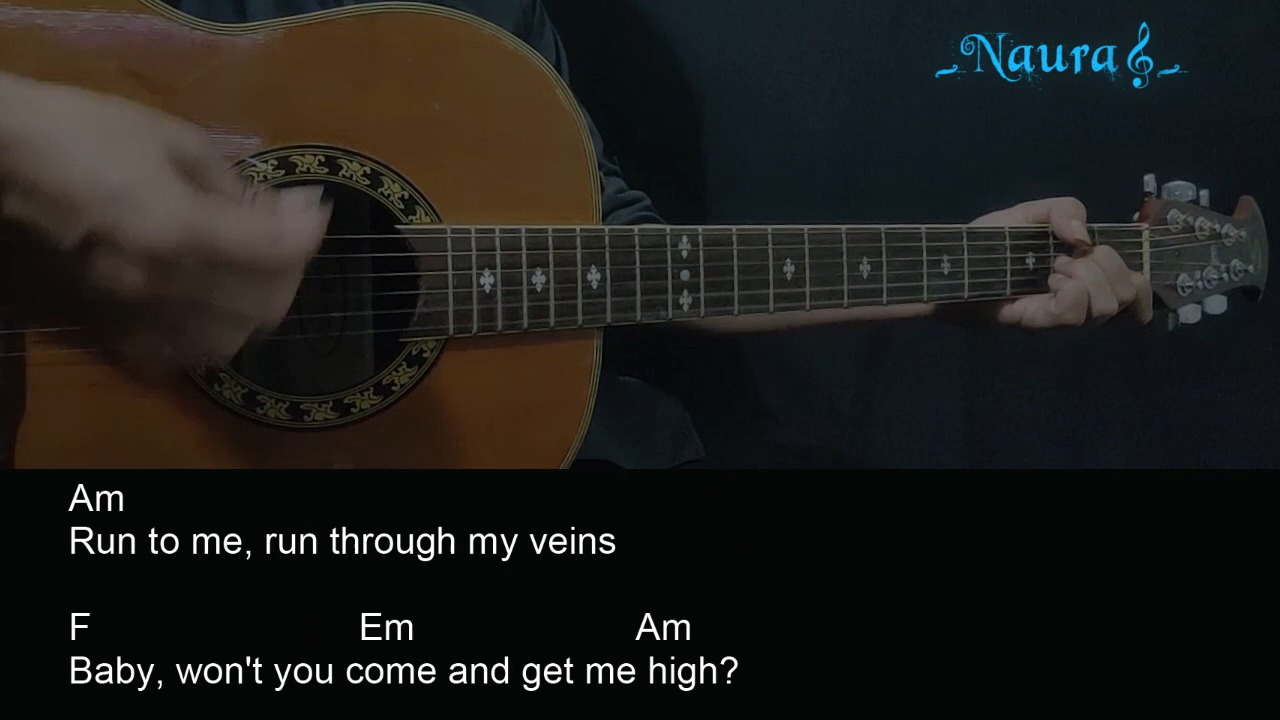 Naura
Am
Run to me, run through my veins
F Em Am
Baby, won't you come and get me high?